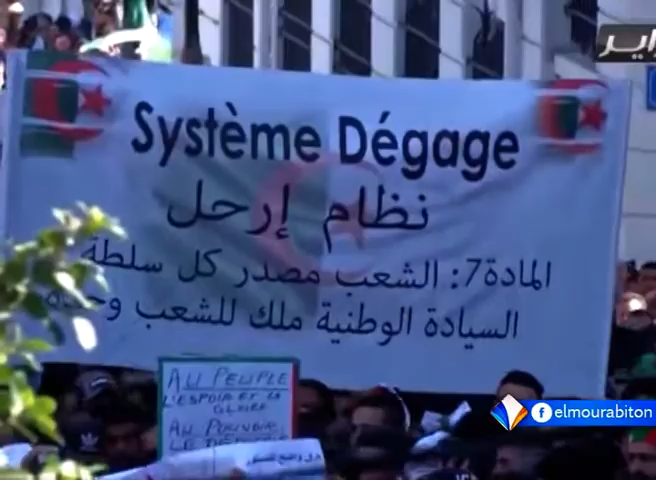 Système Dégage
نظام إرحل
المادة7: الشعب مصدر كل سلطة
السيادة الوطنية ملك للشعب وحده
AU PEUPLE
L'ESPOIR ET LA
GLOIRE
AU POUVOIR
elmourabiton